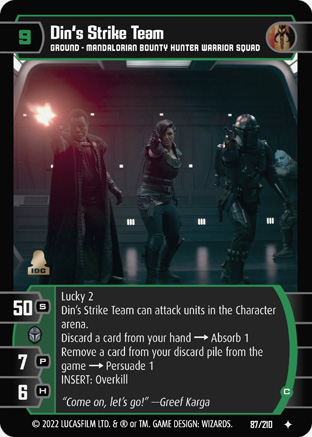 9
Din's Strike Team
GROUND - MANDALORIAN BOUNTY HUNTER WARRIOR SQUAD
IDC
50 S
7 P
6 H
Lucky 2
Din's Strike Team can attack units in the Character
arena.
Discard a card from your hand → Absorb 1
Remove a card from your discard pile from the
game → Persuade 1
INSERT: Overkill
"Come on, let's go!" —Greef Karga
C
© 2022 LUCASFILM LTD. & ® or TM. GAME DESIGN: WIZARDS. 87/210